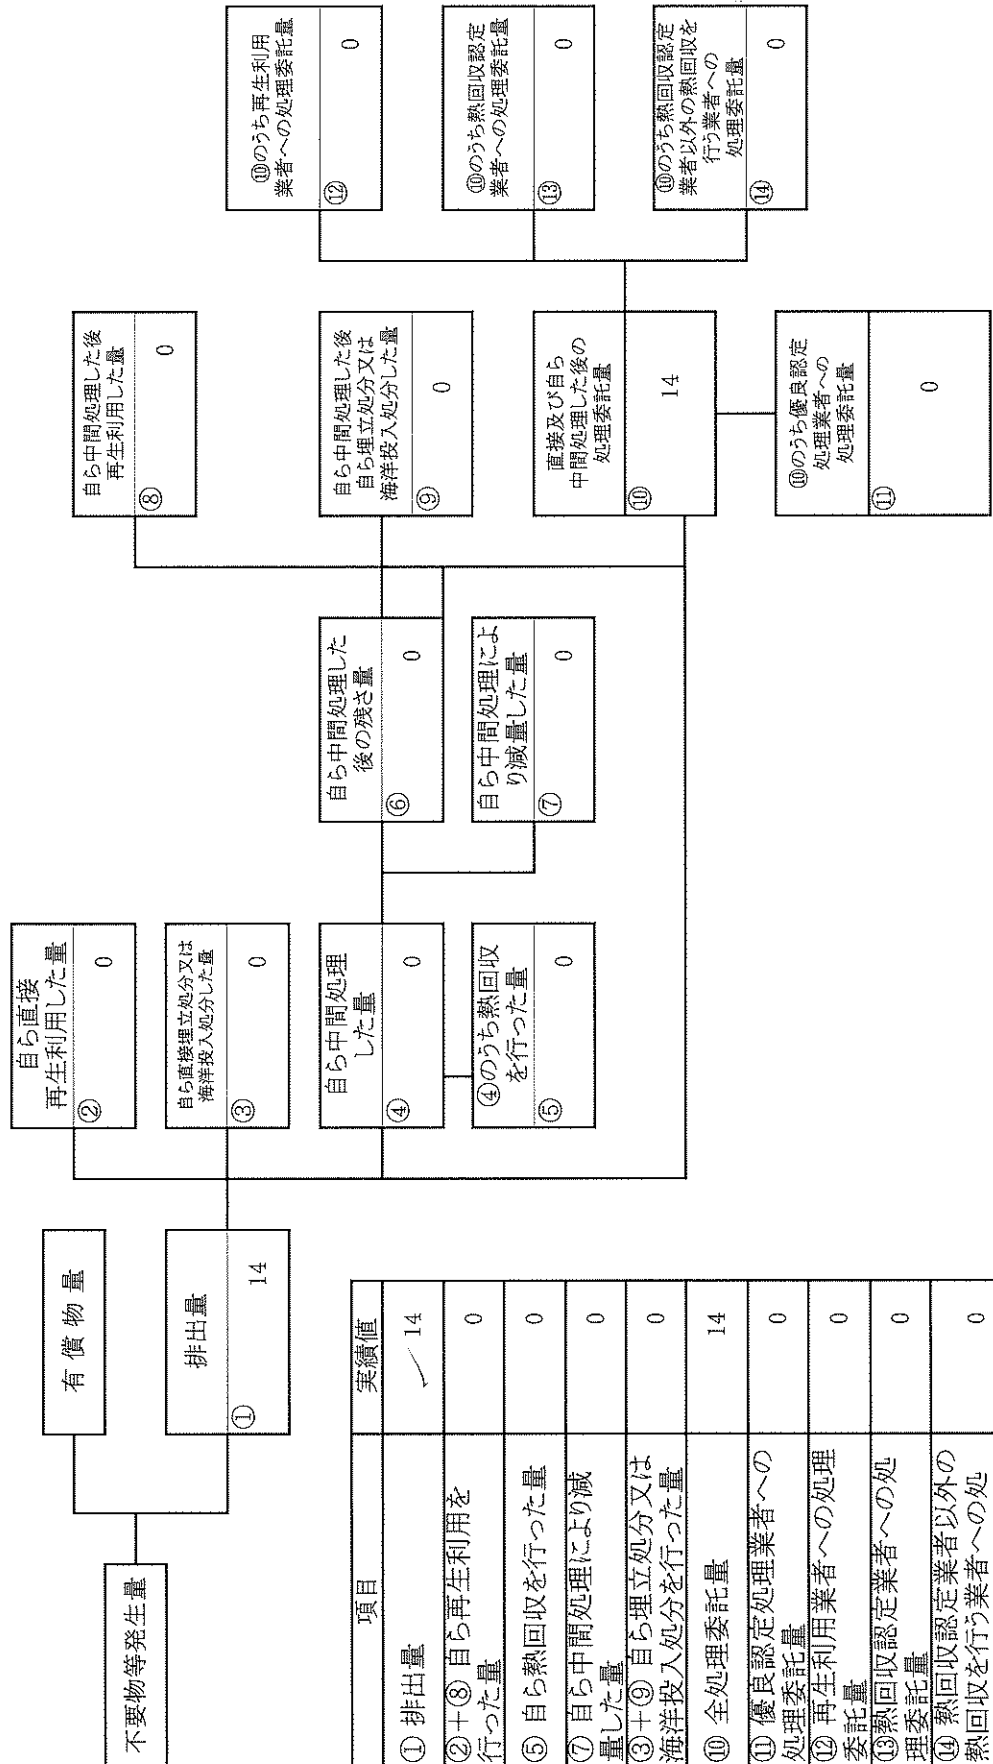 不要物等発生量
有償物量
排出量
①
14
自ら直接
再生利用した量
②
0
自ら直接埋立処分又は
海洋投入処分した量
③
0
自ら中間処理
した量
④
0
④のうち熱回収
を行った量
⑤
0
自ら中間処理した
後の残さ量
⑥
0
自ら中間処理によ
り減量した量
⑦
0
自ら中間処理した後
再生利用した量
⑧
0
自ら中間処理した後
自ら埋立処分又は
海洋投入処分した量
⑨
0
直接及び自ら
中間処理した後の
処理委託量
⑩
14
⑩のうち優良認定
処理業者への
処理委託量
⑪
0
⑩のうち再生利用
業者への処理委託量
⑫
0
⑩のうち熱回収認定
業者への処理委託量
⑬
0
⑩のうち熱回収認定
業者以外の熱回収を
行う業者への
処理委託量
⑭
0
項目 実績値
① 排出量 14
②+⑧ 自ら再生利用を
行った量 0
⑤ 自ら熱回収を行った量 0
⑦ 自ら中間処理により減
量した量 0
③+⑨ 自ら埋立処分又は
海洋投入処分を行った量 0
⑩ 全処理委託量 14
⑪ 優良認定処理業者への
処理委託量 0
⑫ 再生利用業者への処理
委託量 0
⑬熱回収認定業者への処
理委託量 0
⑭ 熱回収認定業者以外の
熱回収を行う業者への処 0